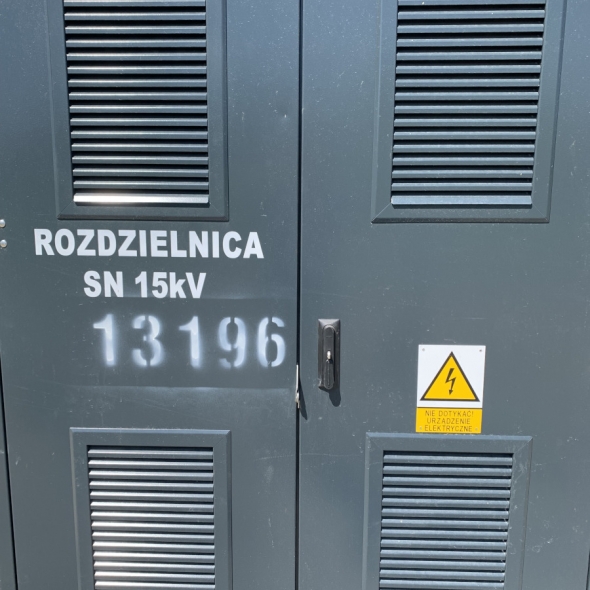 ROZDZIELNICA
SN 15kV
13196
NIE DOTYKAĆ!
URZĄDZENIE
ELEKTRYCZNE